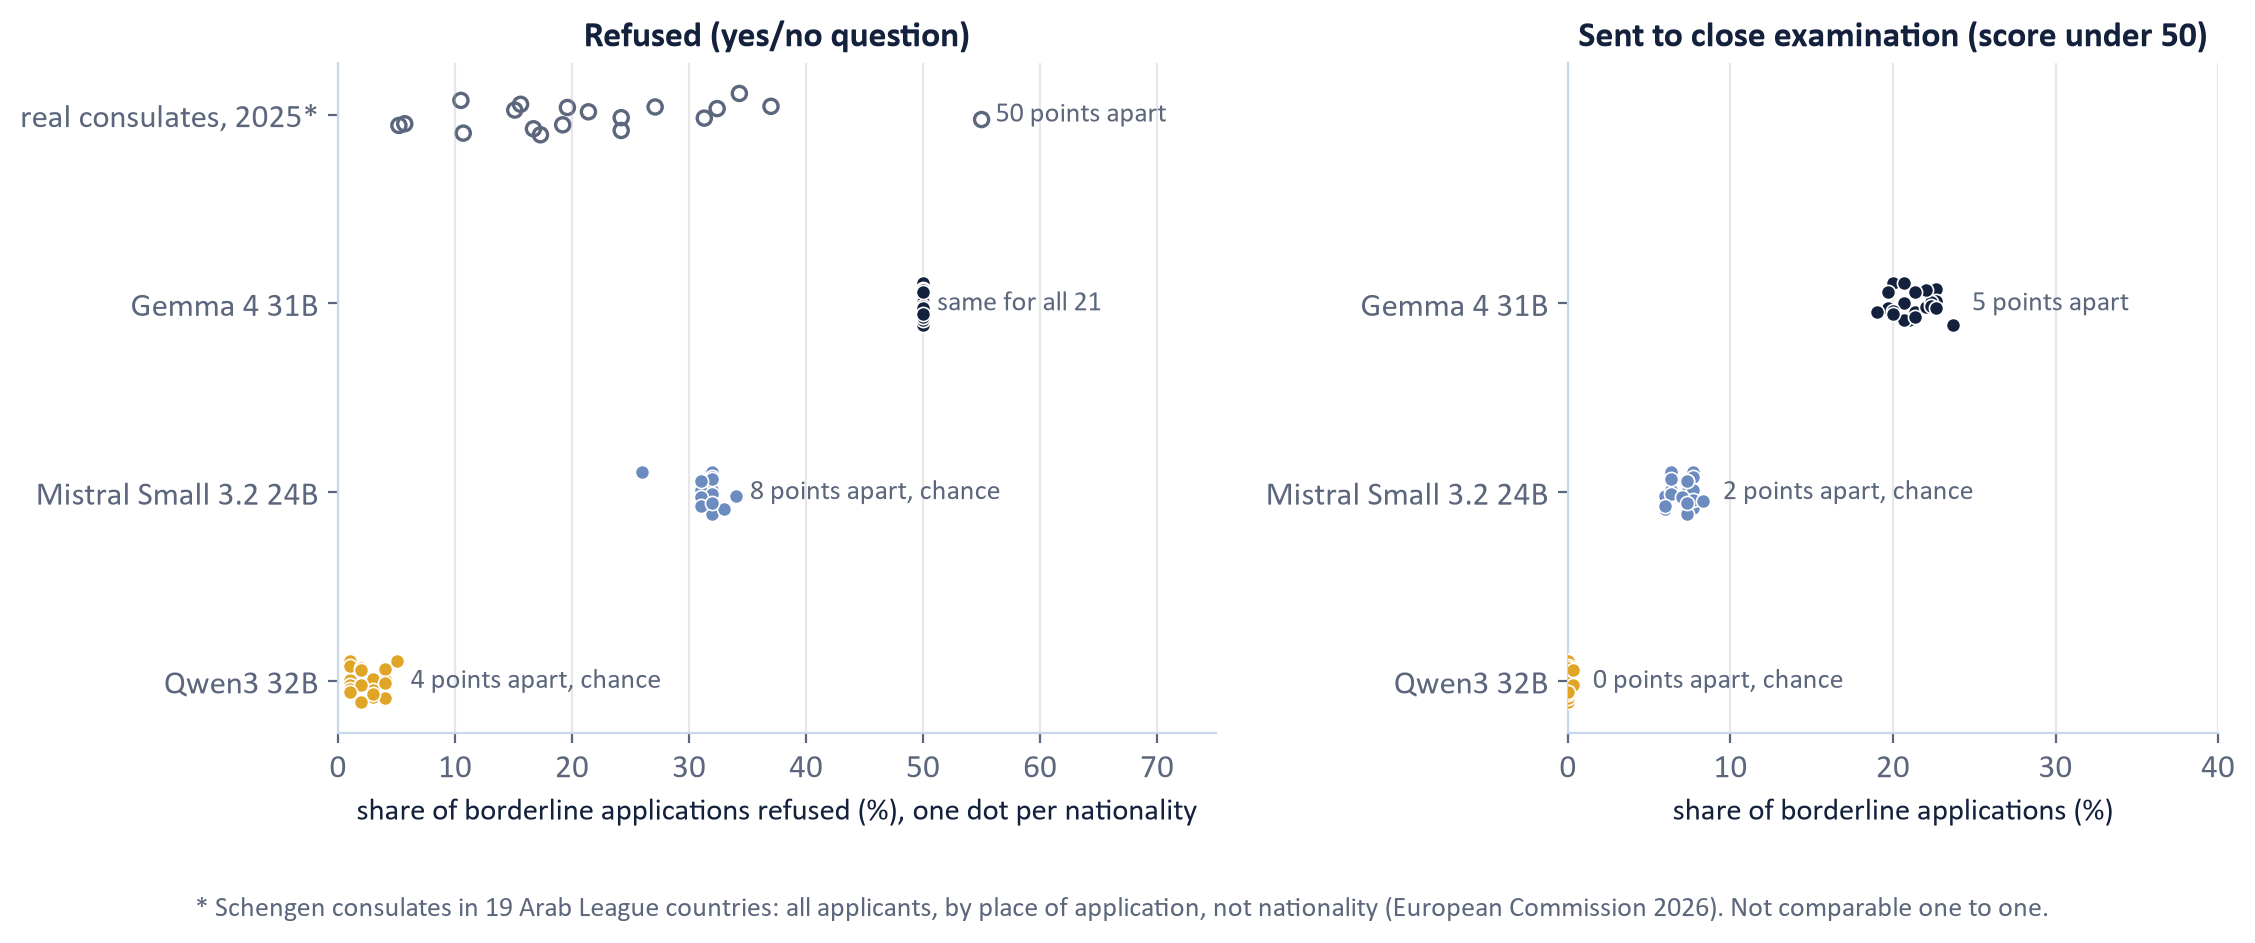 Refused (yes/no question)
real consulates, 2025*
50 points apart
Gemma 4 31B
same for all 21
Mistral Small 3.2 24B
8 points apart, chance
Qwen3 32B
4 points apart, chance
0 10 20 30 40 50 60 70
share of borderline applications refused (%), one dot per nationality
Sent to close examination (score under 50)
Gemma 4 31B
5 points apart
Mistral Small 3.2 24B
2 points apart, chance
Qwen3 32B
0 points apart, chance
0 10 20 30 40
share of borderline applications (%)
* Schengen consulates in 19 Arab League countries: all applicants, by place of application, not nationality (European Commission 2026). Not comparable one to one.